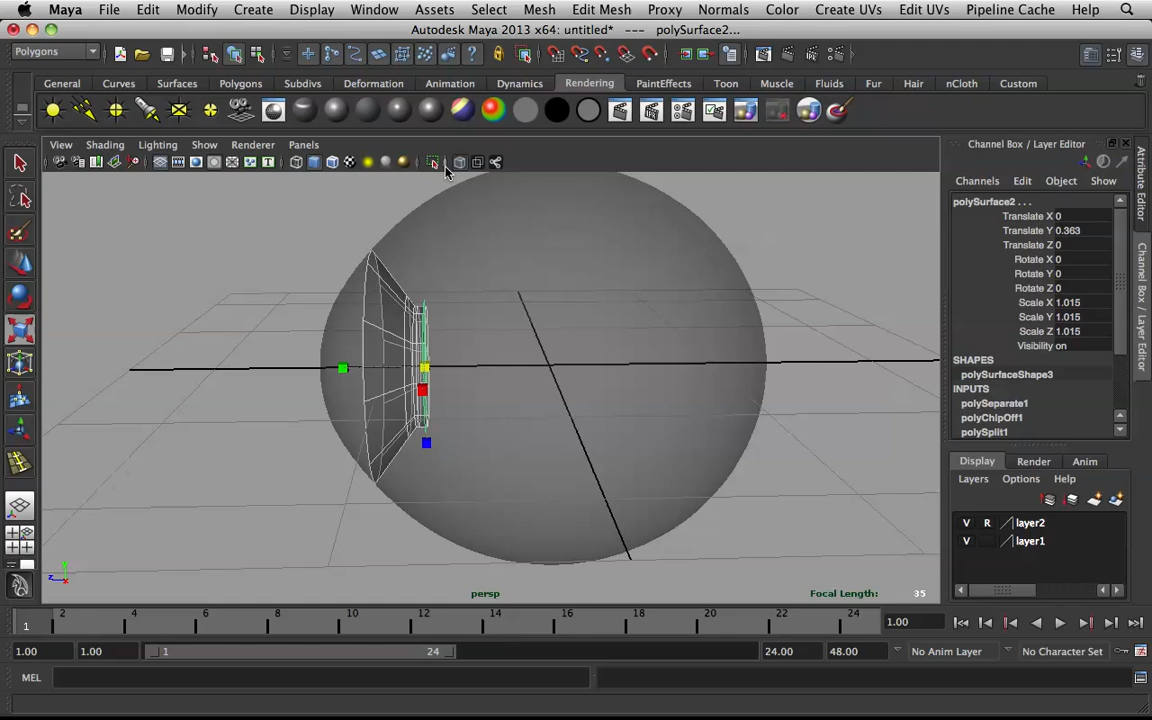 Maya File Edit Modify Create Display Window Assets Select Mesh Edit Mesh Proxy Normals Color Create UVs Edit UVs Pipeline Cache Help
Autodesk Maya 2013 x64: untitled* --- polySurface2...
Polygons
General Curves Surfaces Polygons Subdivs Deformation Animation Dynamics Rendering PaintEffects Toon Muscle Fluids Fur Hair nCloth Custom
View Shading Lighting Show Renderer Panels
Channel Box / Layer Editor
Channels Edit Object Show
polySurface2 . . .
Translate X 0
Translate Y 0.363
Translate Z 0
Rotate X 0
Rotate Y 0
Rotate Z 0
Scale X 1.015
Scale Y 1.015
Scale Z 1.015
Visibility on
SHAPES
polySurfaceShape3
INPUTS
polySeparate1
polyChipOff1
polySplit1
Attribute Editor
Channel Box / Layer Editor
Display Render Anim
Layers Options Help
V R layer2
V layer1
persp
Focal Length: 35
y
z x
1 2 4 6 8 10 12 14 16 18 20 22 24 1.00
1.00 1.00 1 24 24.00 48.00 No Anim Layer No Character Set
MEL